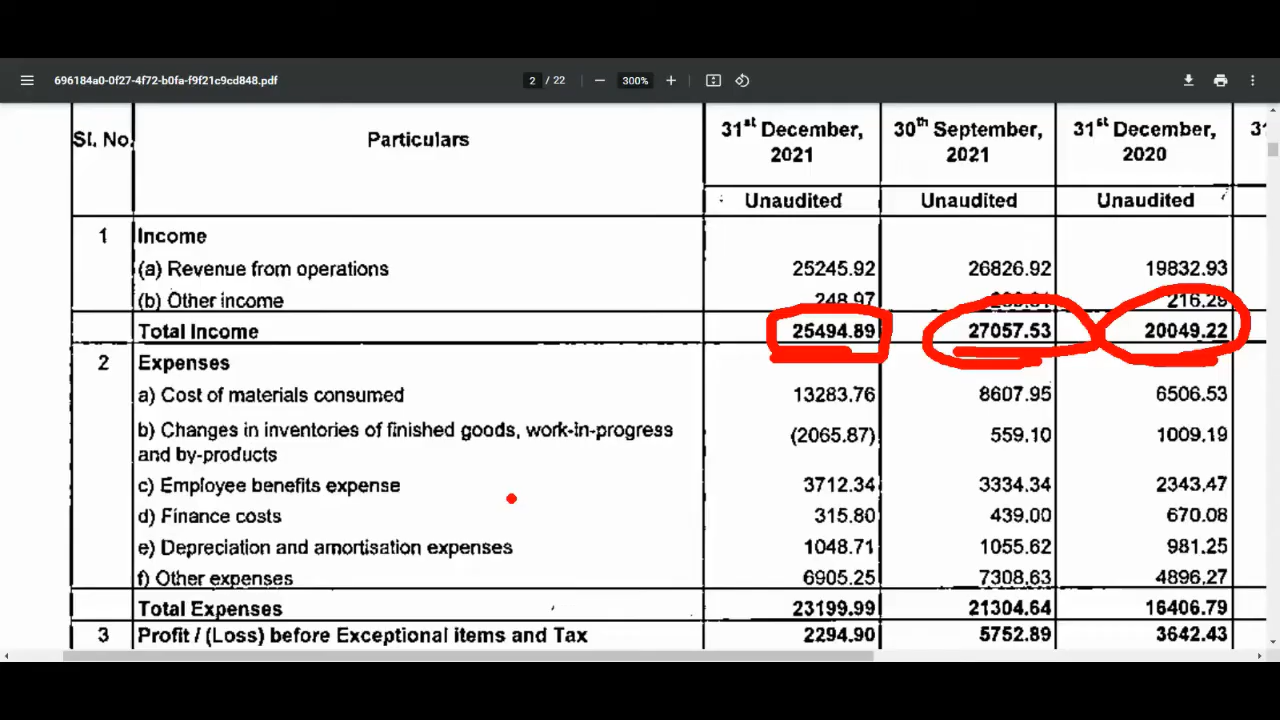 696184a0-0f27-4f72-b0fa-f9f21c9cd848.pdf 2 / 22 300%
Sl. No. Particulars 31st December, 2021 30th September, 2021 31st December, 2020
Unaudited Unaudited Unaudited
1 Income
(a) Revenue from operations 25245.92 26826.92 19832.93
(b) Other income 248.97
Total Income 25494.89 27057.53 20049.22
2 Expenses
a) Cost of materials consumed 13283.76 8607.95 6506.53
b) Changes in inventories of finished goods, work-in-progress
and by-products (2065.87) 559.10 1009.19
c) Employee benefits expense 3712.34 3334.34 2343.47
d) Finance costs 315.80 439.00 670.08
e) Depreciation and amortisation expenses 1048.71 1055.62 981.25
f) Other expenses 6905.25 7308.63 4896.27
Total Expenses 23199.99 21304.64 16406.79
3 Profit / (Loss) before Exceptional items and Tax 2294.90 5752.89 3642.43